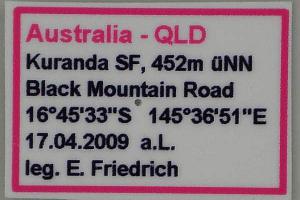 Australia - QLD
Kuranda SF, 452m üNN
Black Mountain Road
16°45'33"S 145°36'51"E
17.04.2009 a.L.
leg. E. Friedrich